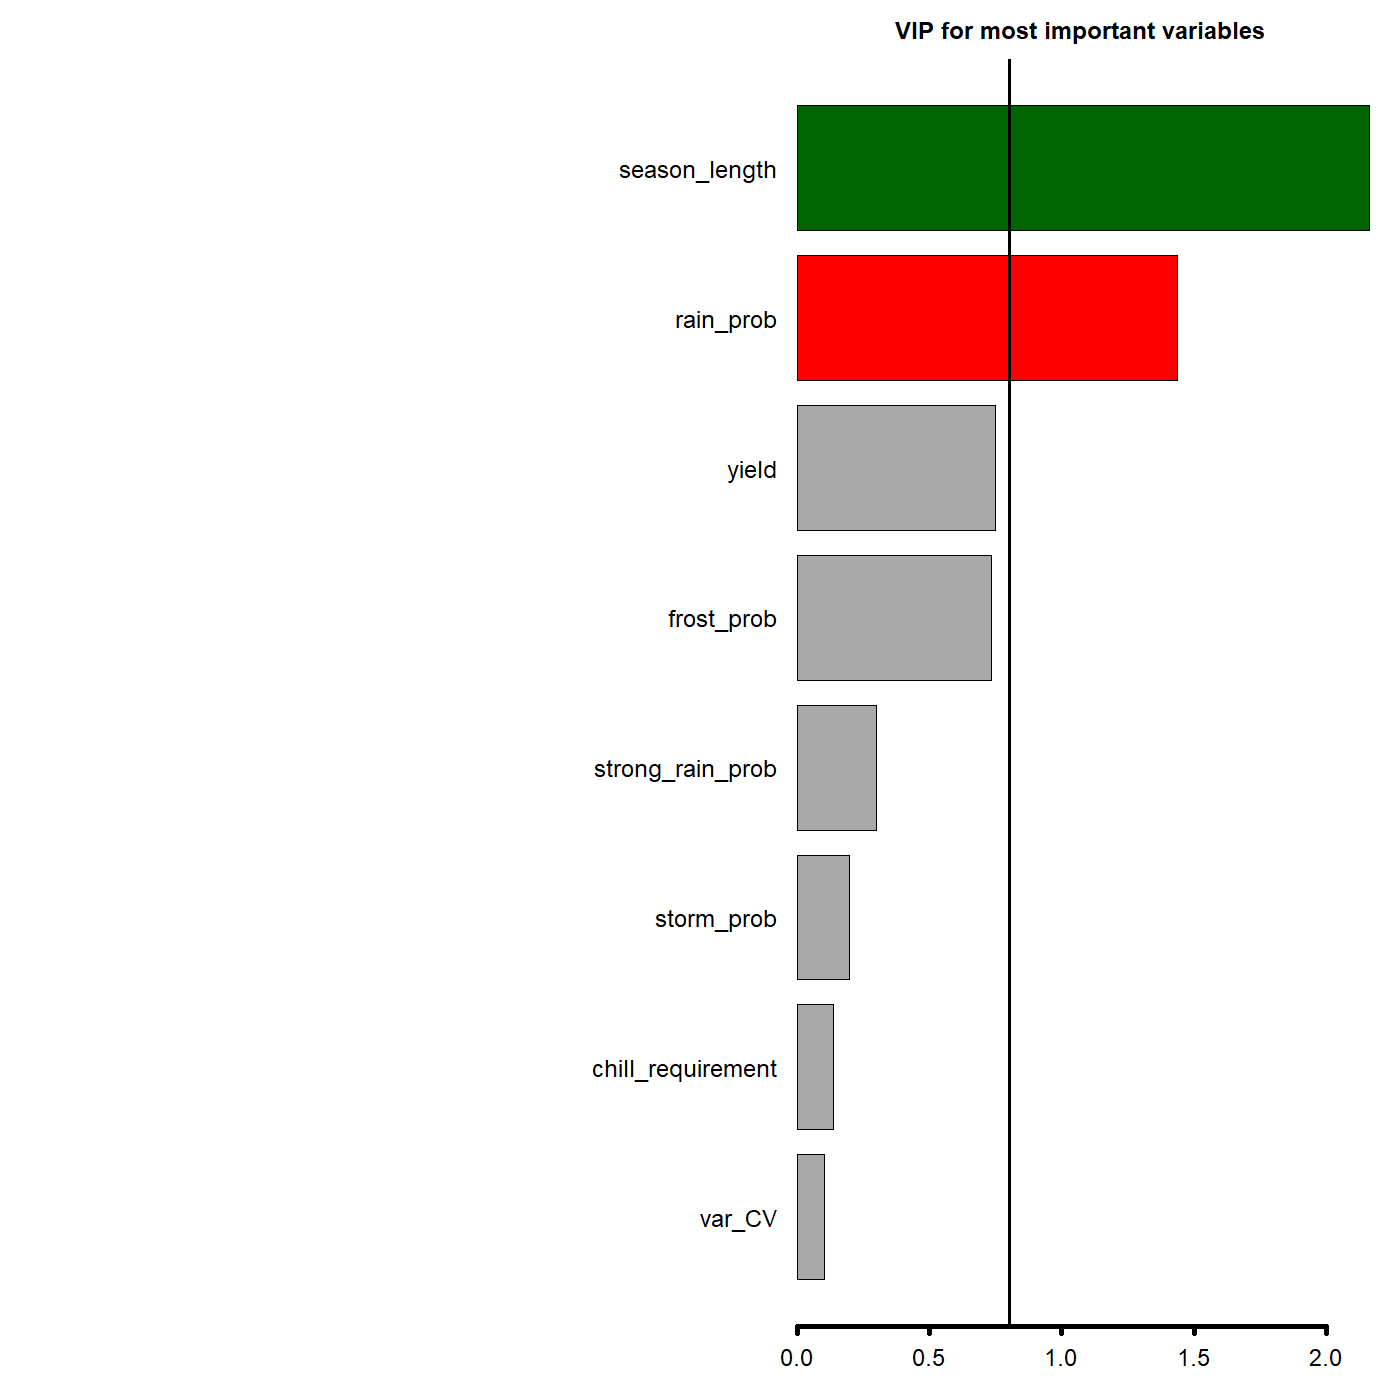 VIP for most important variables
season_length
rain_prob
yield
frost_prob
strong_rain_prob
storm_prob
chill_requirement
var_CV
0.0 0.5 1.0 1.5 2.0